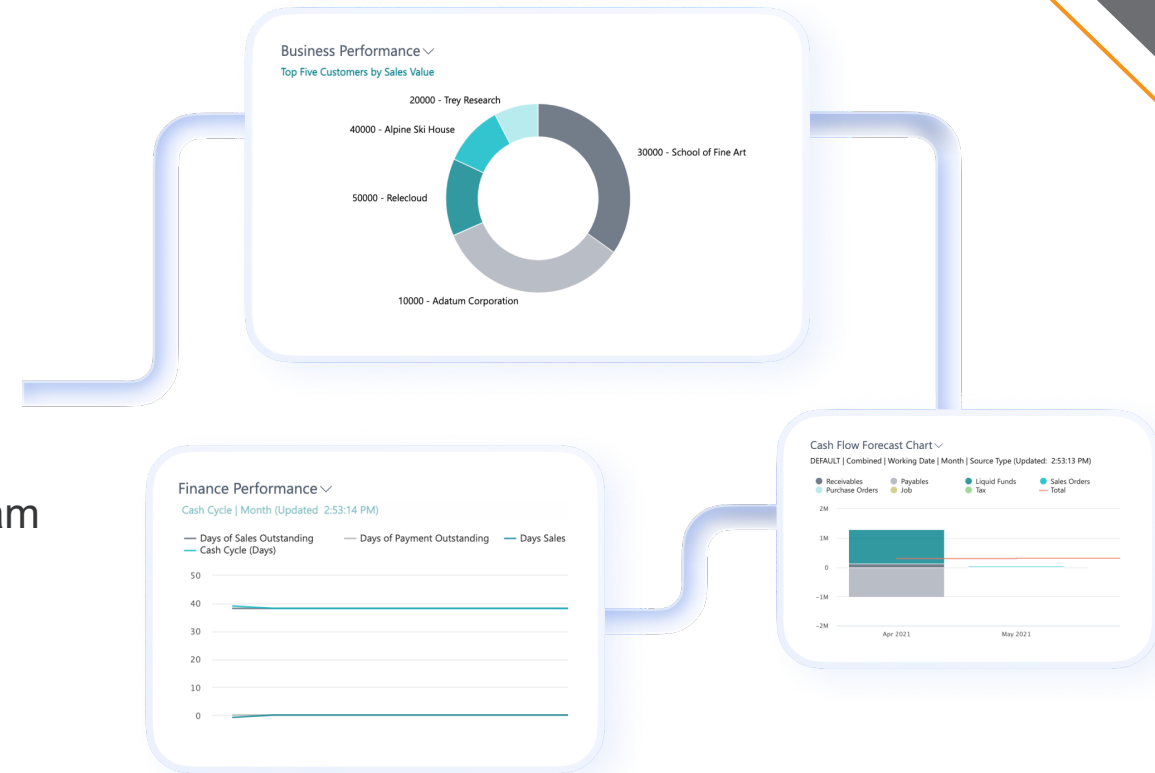 Business Performance
Top Five Customers by Sales Value
20000 - Trey Research
40000 - Alpine Ski House
30000 - School of Fine Art
50000 - Relecloud
10000 - Adatum Corporation
am
Finance Performance
Cash Cycle | Month (Updated 2:53:14 PM)
Days of Sales Outstanding Days of Payment Outstanding Days Sales
Cash Cycle (Days)
50
40
30
20
10
0
Cash Flow Forecast Chart
DEFAULT | Combined | Working Date | Month | Source Type (Updated: 2:53:13 PM)
Receivables Payables Liquid Funds Sales Orders
Purchase Orders Job Tax Total
2M
1M
0
-1M
-2M
Apr 2021 May 2021